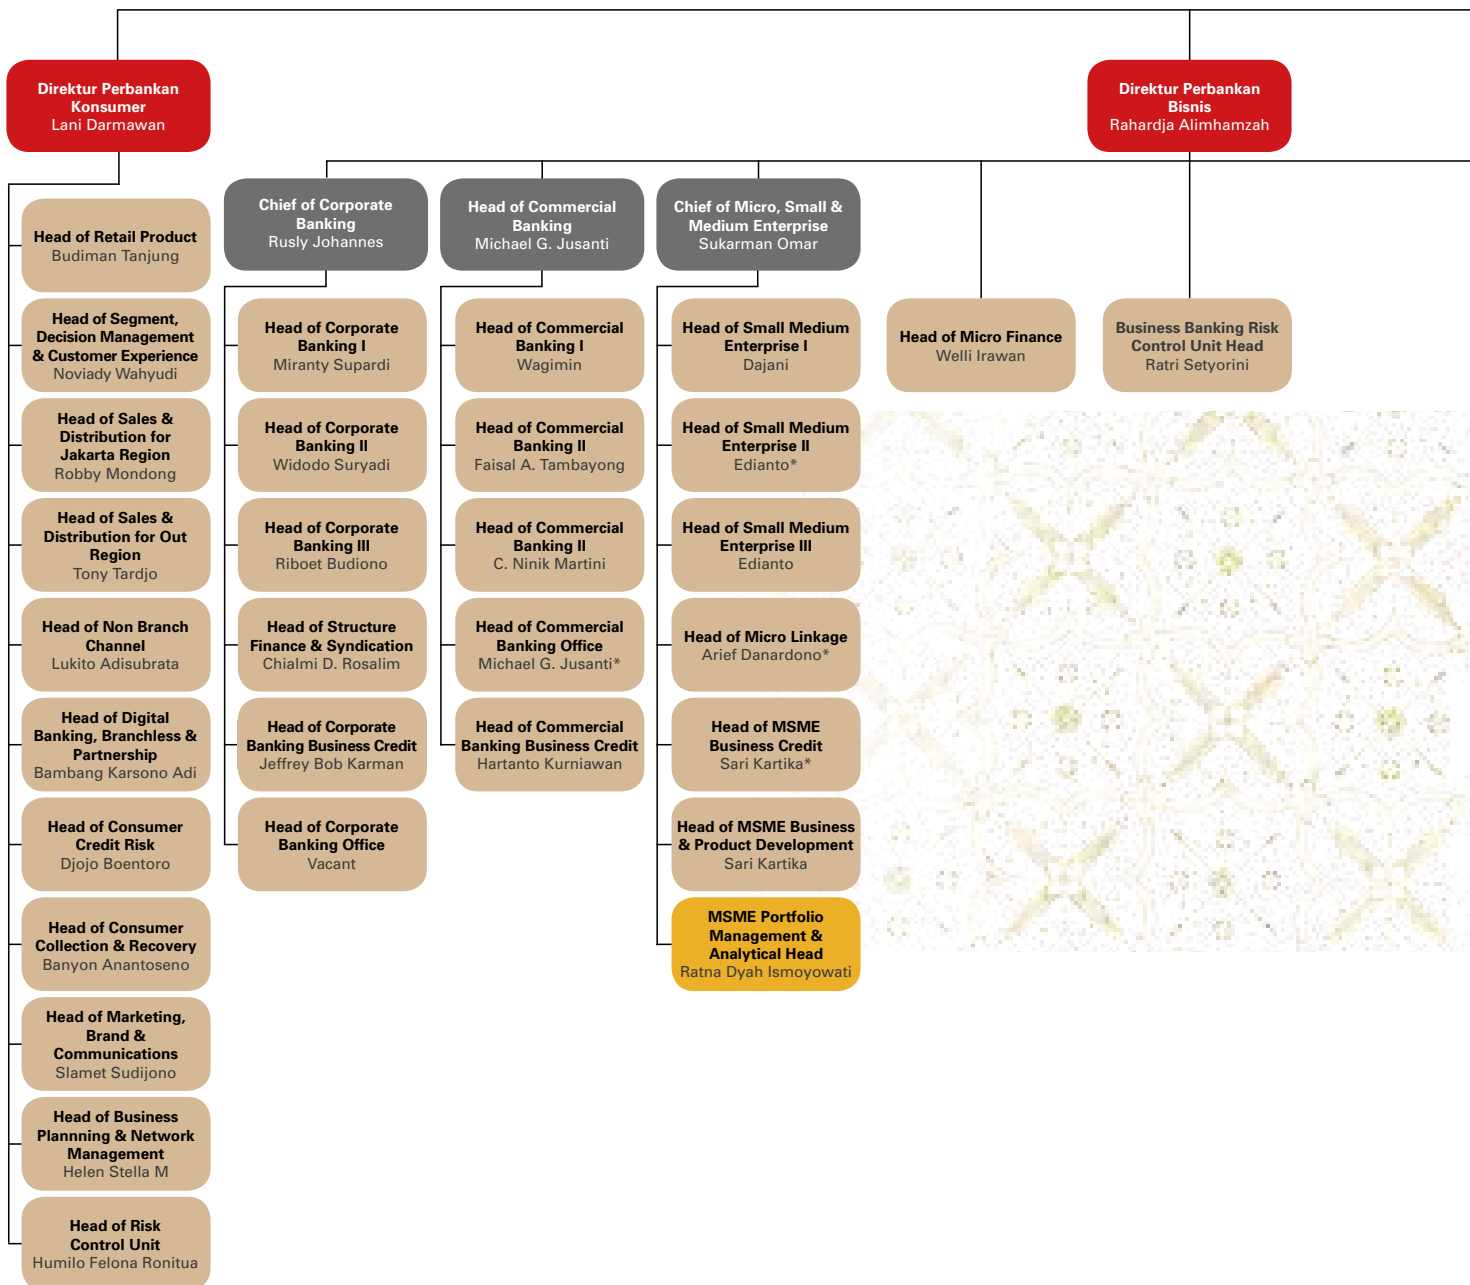 Direktur Perbankan
Konsumer
Lani Darmawan
Direktur Perbankan
Bisnis
Rahardja Alimhamzah
Head of Retail Product
Budiman Tanjung
Head of Segment,
Decision Management
& Customer Experience
Noviady Wahyudi
Head of Sales &
Distribution for
Jakarta Region
Robby Mondong
Head of Sales &
Distribution for Out
Region
Tony Tardjo
Head of Non Branch
Channel
Lukito Adisubrata
Head of Digital
Banking, Branchless &
Partnership
Bambang Karsono Adi
Head of Consumer
Credit Risk
Djojo Boentoro
Head of Consumer
Collection & Recovery
Banyon Anantoseno
Head of Marketing,
Brand &
Communications
Slamet Sudijono
Head of Business
Plannning & Network
Management
Helen Stella M
Head of Risk
Control Unit
Humilo Felona Ronitua
Chief of Corporate
Banking
Rusly Johannes
Head of Corporate
Banking I
Miranty Supardi
Head of Corporate
Banking II
Widodo Suryadi
Head of Corporate
Banking III
Riboet Budiono
Head of Structure
Finance & Syndication
Chialmi D. Rosalim
Head of Corporate
Banking Business Credit
Jeffrey Bob Karman
Head of Corporate
Banking Office
Vacant
Head of Commercial
Banking
Michael G. Jusanti
Head of Commercial
Banking I
Wagimin
Head of Commercial
Banking II
Faisal A. Tambayong
Head of Commercial
Banking II
C. Ninik Martini
Head of Commercial
Banking Office
Michael G. Jusanti*
Head of Commercial
Banking Business Credit
Hartanto Kurniawan
Chief of Micro, Small &
Medium Enterprise
Sukarman Omar
Head of Small Medium
Enterprise I
Dajani
Head of Small Medium
Enterprise II
Edianto*
Head of Small Medium
Enterprise III
Edianto
Head of Micro Linkage
Arief Danardono*
Head of MSME
Business Credit
Sari Kartika*
Head of MSME Business
& Product Development
Sari Kartika
MSME Portfolio
Management &
Analytical Head
Ratna Dyah Ismoyowati
Head of Micro Finance
Welli Irawan
Business Banking Risk
Control Unit Head
Ratri Setyorini